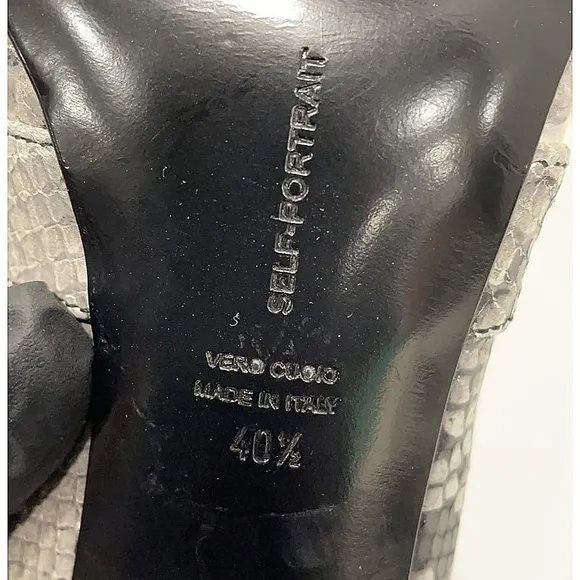 SELF-PORTRAIT
VERO CUOIO
MADE IN ITALY
40½